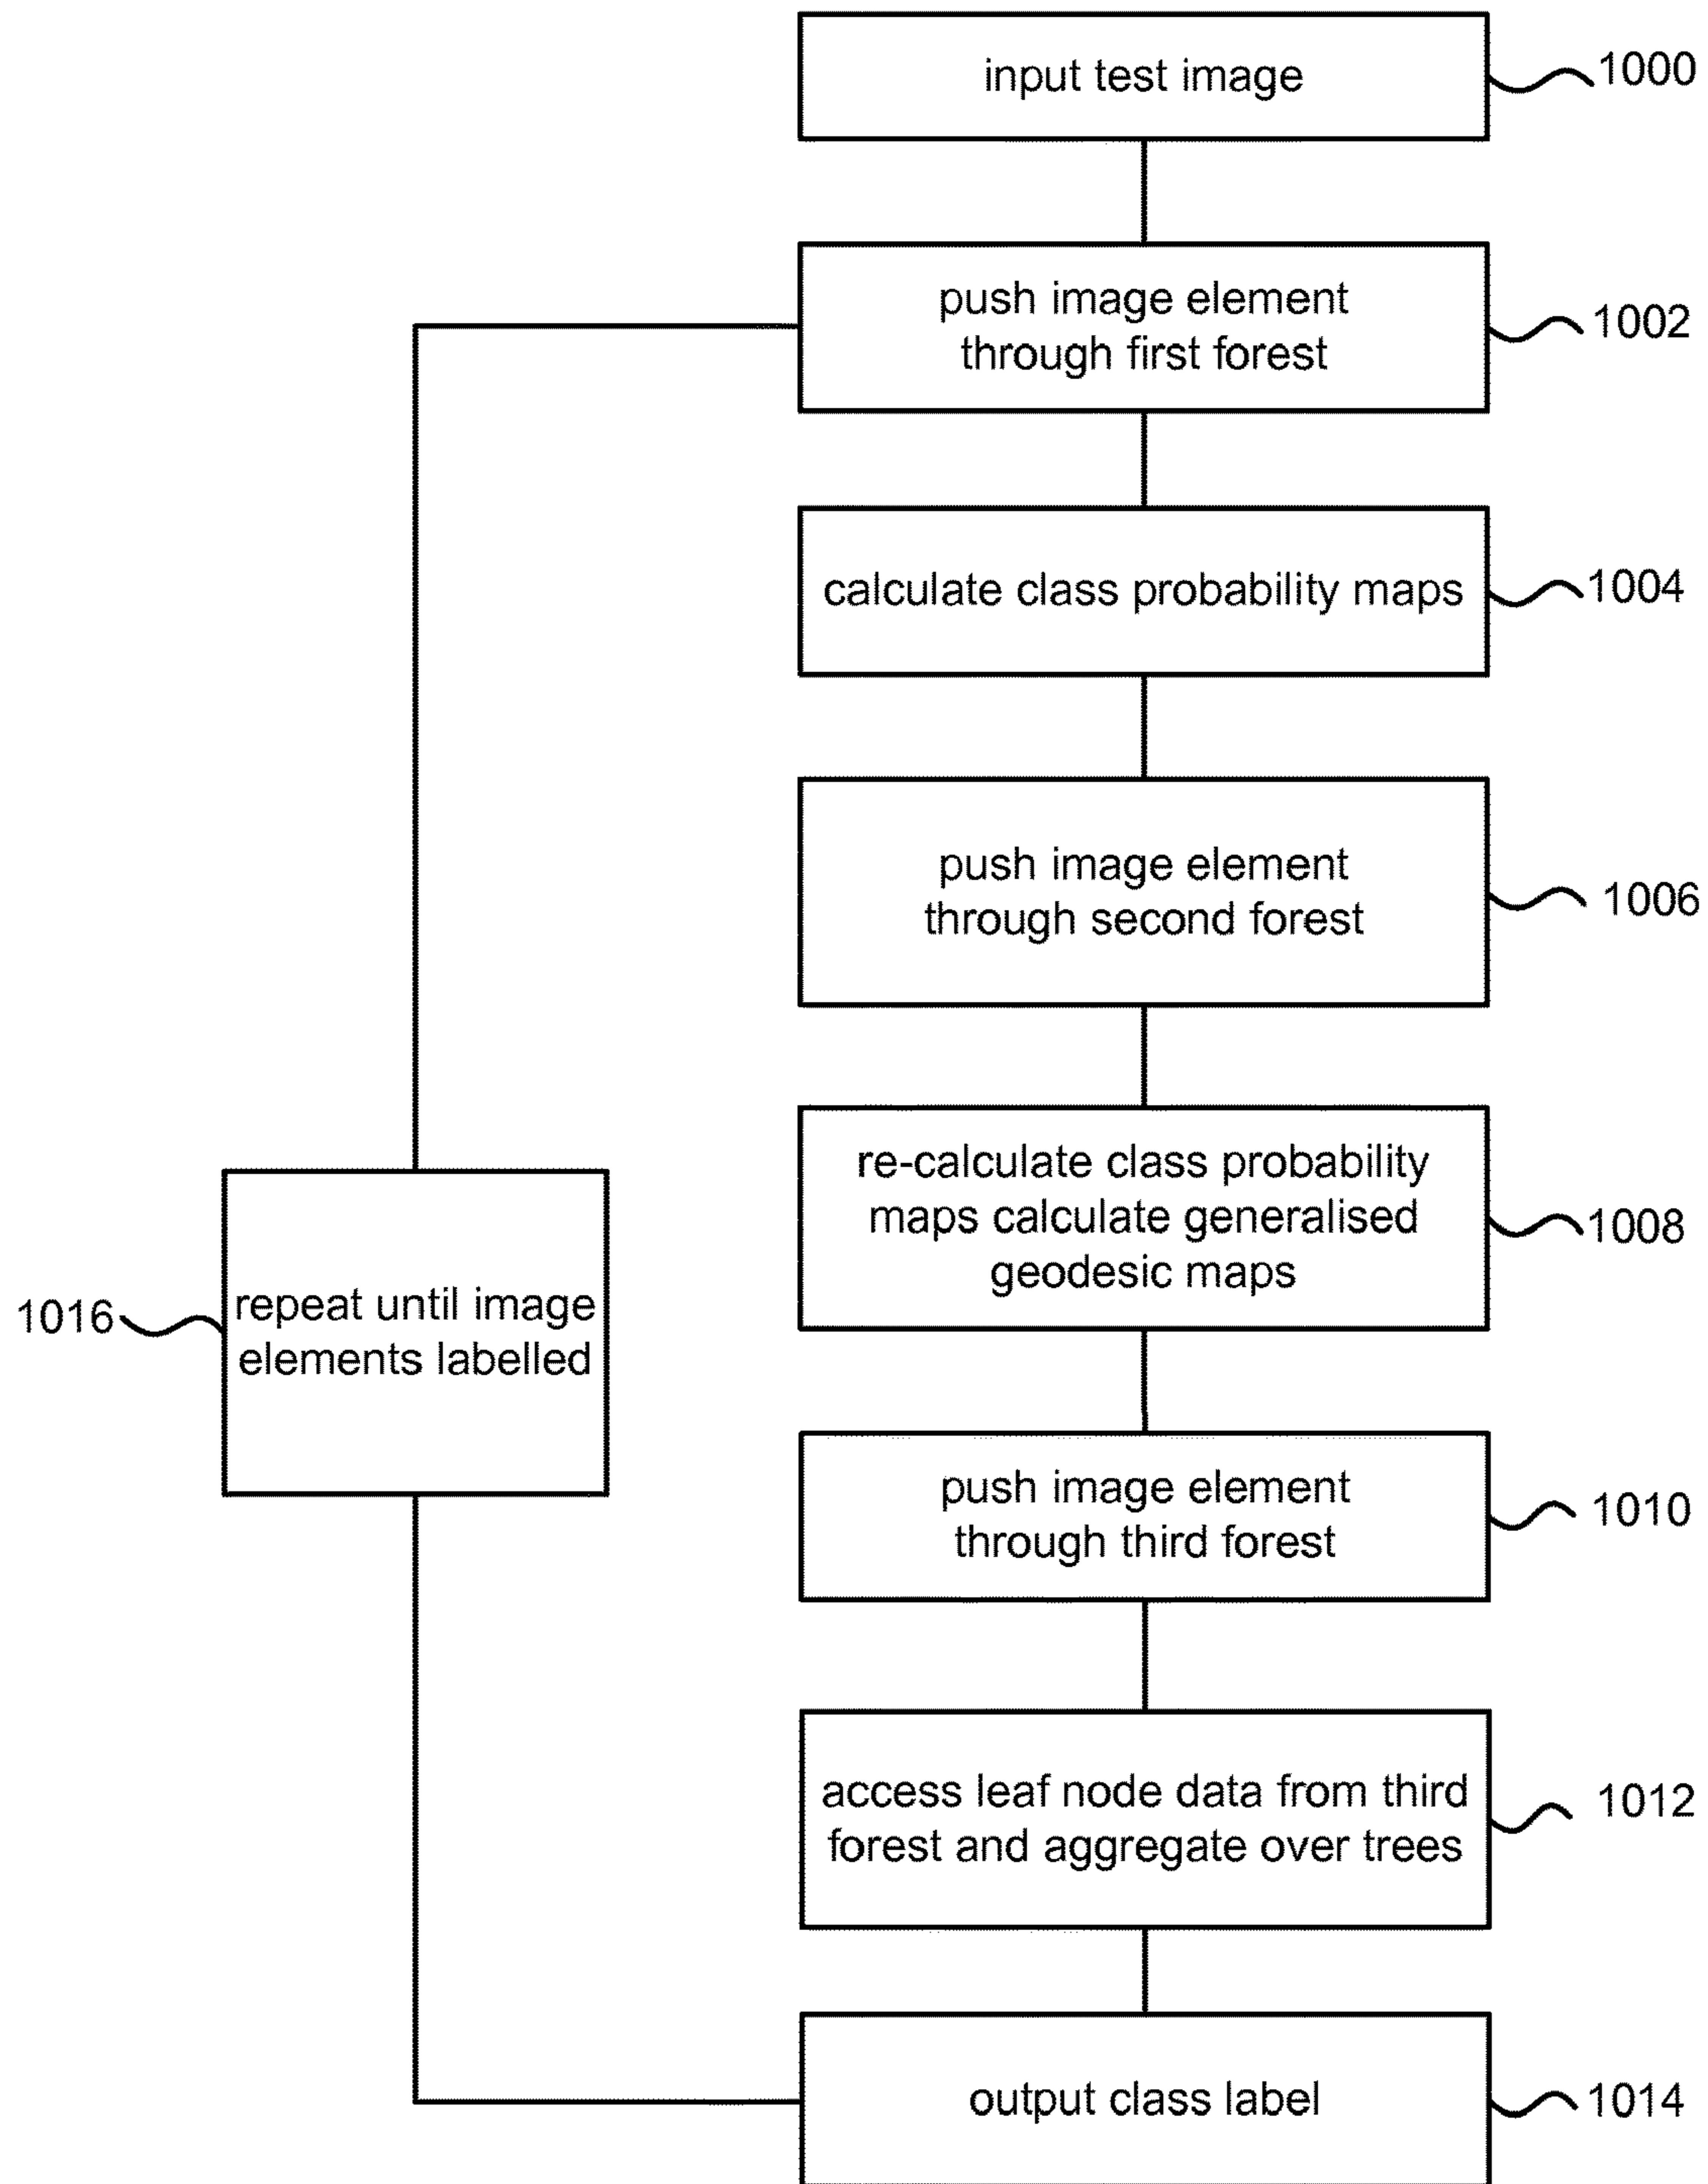 input test image
1000
push image element
through first forest
1002
calculate class probability maps
1004
push image element
through second forest
1006
re-calculate class probability
maps calculate generalised
geodesic maps
1008
1016
repeat until image
elements labelled
push image element
through third forest
1010
access leaf node data from third
forest and aggregate over trees
1012
output class label
1014